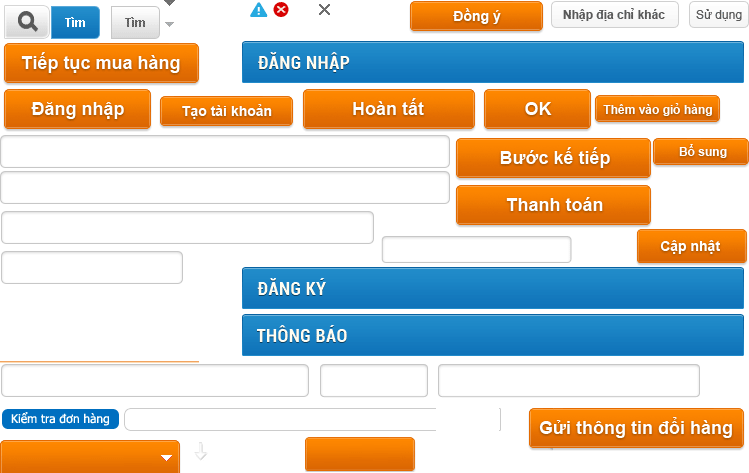 Tìm
Tìm
Đồng ý
Nhập địa chỉ khác
Sử dụng
Tiếp tục mua hàng
ĐĂNG NHẬP
Đăng nhập
Tạo tài khoản
Hoàn tất
OK
Thêm vào giỏ hàng
Bước kế tiếp
Bổ sung
Thanh toán
Cập nhật
ĐĂNG KÝ
THÔNG BÁO
Kiểm tra đơn hàng
Gửi thông tin đổi hàng